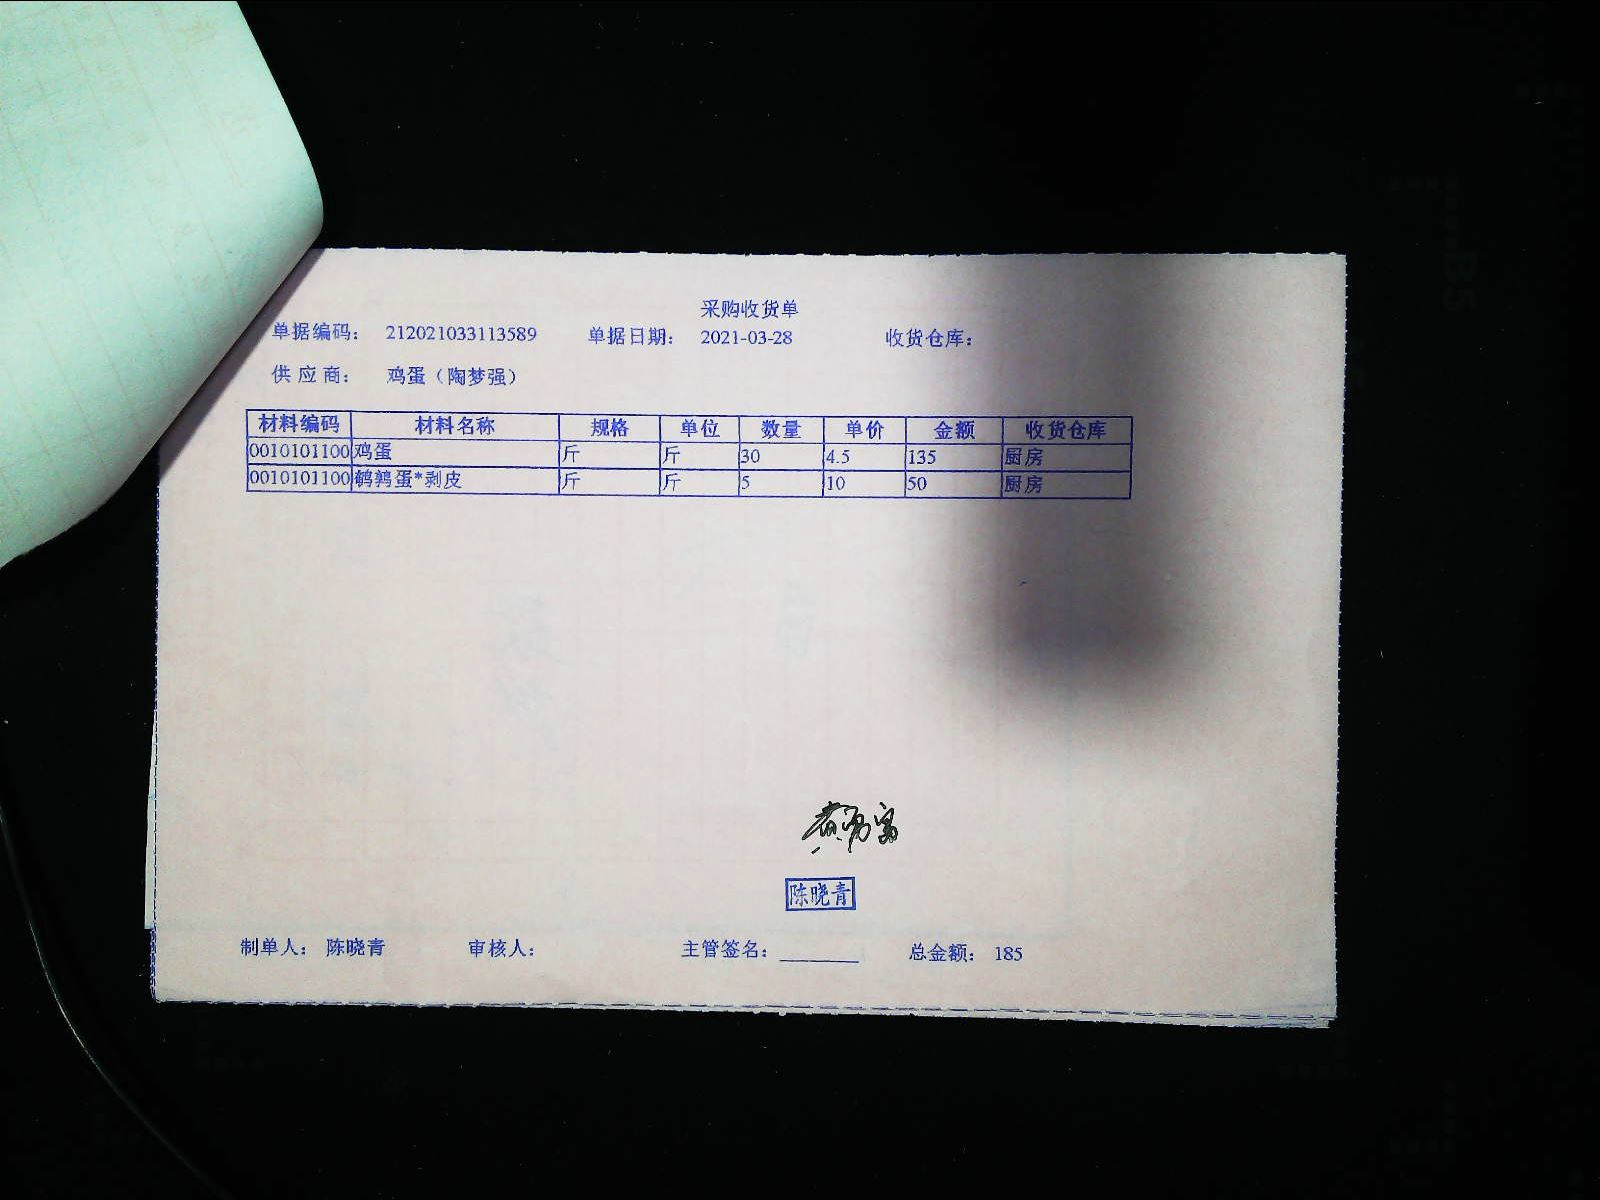 采购收货单
单据编码： 212021033113589 单据日期： 2021-03-28 收货仓库：
供 应 商： 鸡蛋（陶梦强）
材料编码 材料名称 规格 单位 数量 单价 金额 收货仓库
0010101100 鸡蛋 斤 斤 30 4.5 135 厨房
0010101100 鹌鹑蛋*剥皮 斤 斤 5 10 50 厨房
陈晓青
制单人： 陈晓青 审核人： 主管签名： ________ 总金额： 185